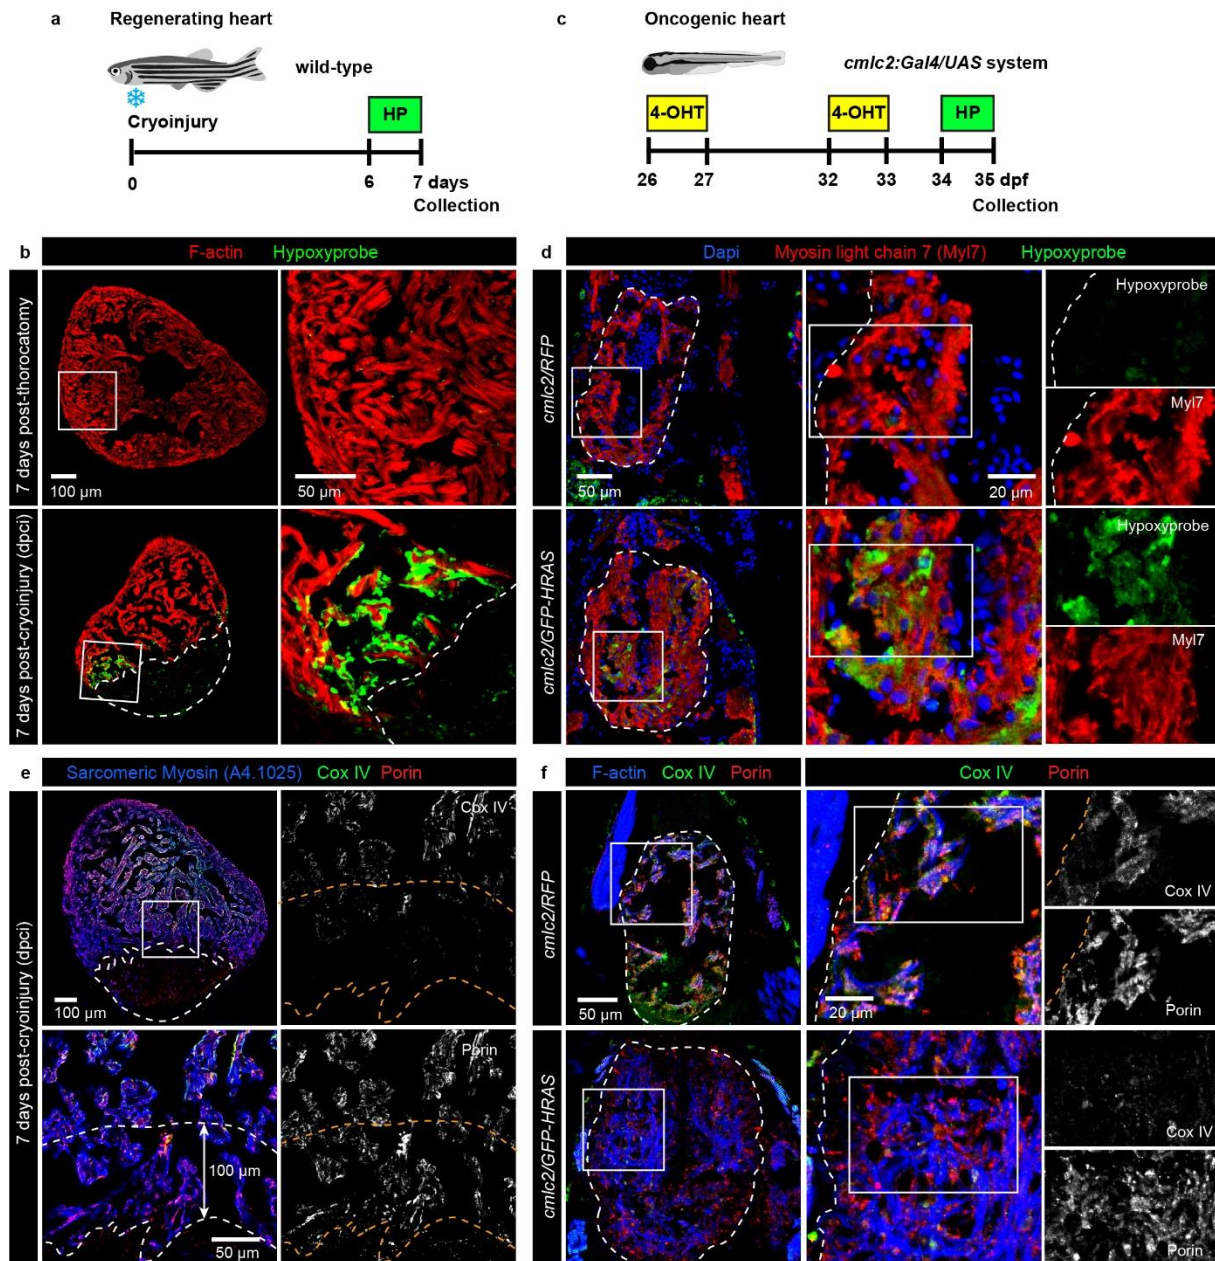 a Regenerating heart
wild-type
Cryoinjury
HP
0 6 7 days
Collection
c Oncogenic heart
cmlc2:Gal4/UAS system
4-OHT 4-OHT HP
26 27 32 33 34 35 dpf
Collection
b F-actin Hypoxyprobe
7 days post-thorocatomy
100 µm
50 µm
7 days post-cryoinjury (dpci)
d Dapi Myosin light chain 7 (Myl7) Hypoxyprobe
cmlc2/RFP
50 µm
20 µm
Hypoxyprobe
Myl7
cmlc2/GFP-HRAS
Hypoxyprobe
Myl7
e Sarcomeric Myosin (A4.1025) Cox IV Porin
7 days post-cryoinjury (dpci)
100 µm
Cox IV
100 µm
50 µm
Porin
f F-actin Cox IV Porin
Cox IV Porin
cmlc2/RFP
50 µm
20 µm
Cox IV
Porin
cmlc2/GFP-HRAS
Cox IV
Porin